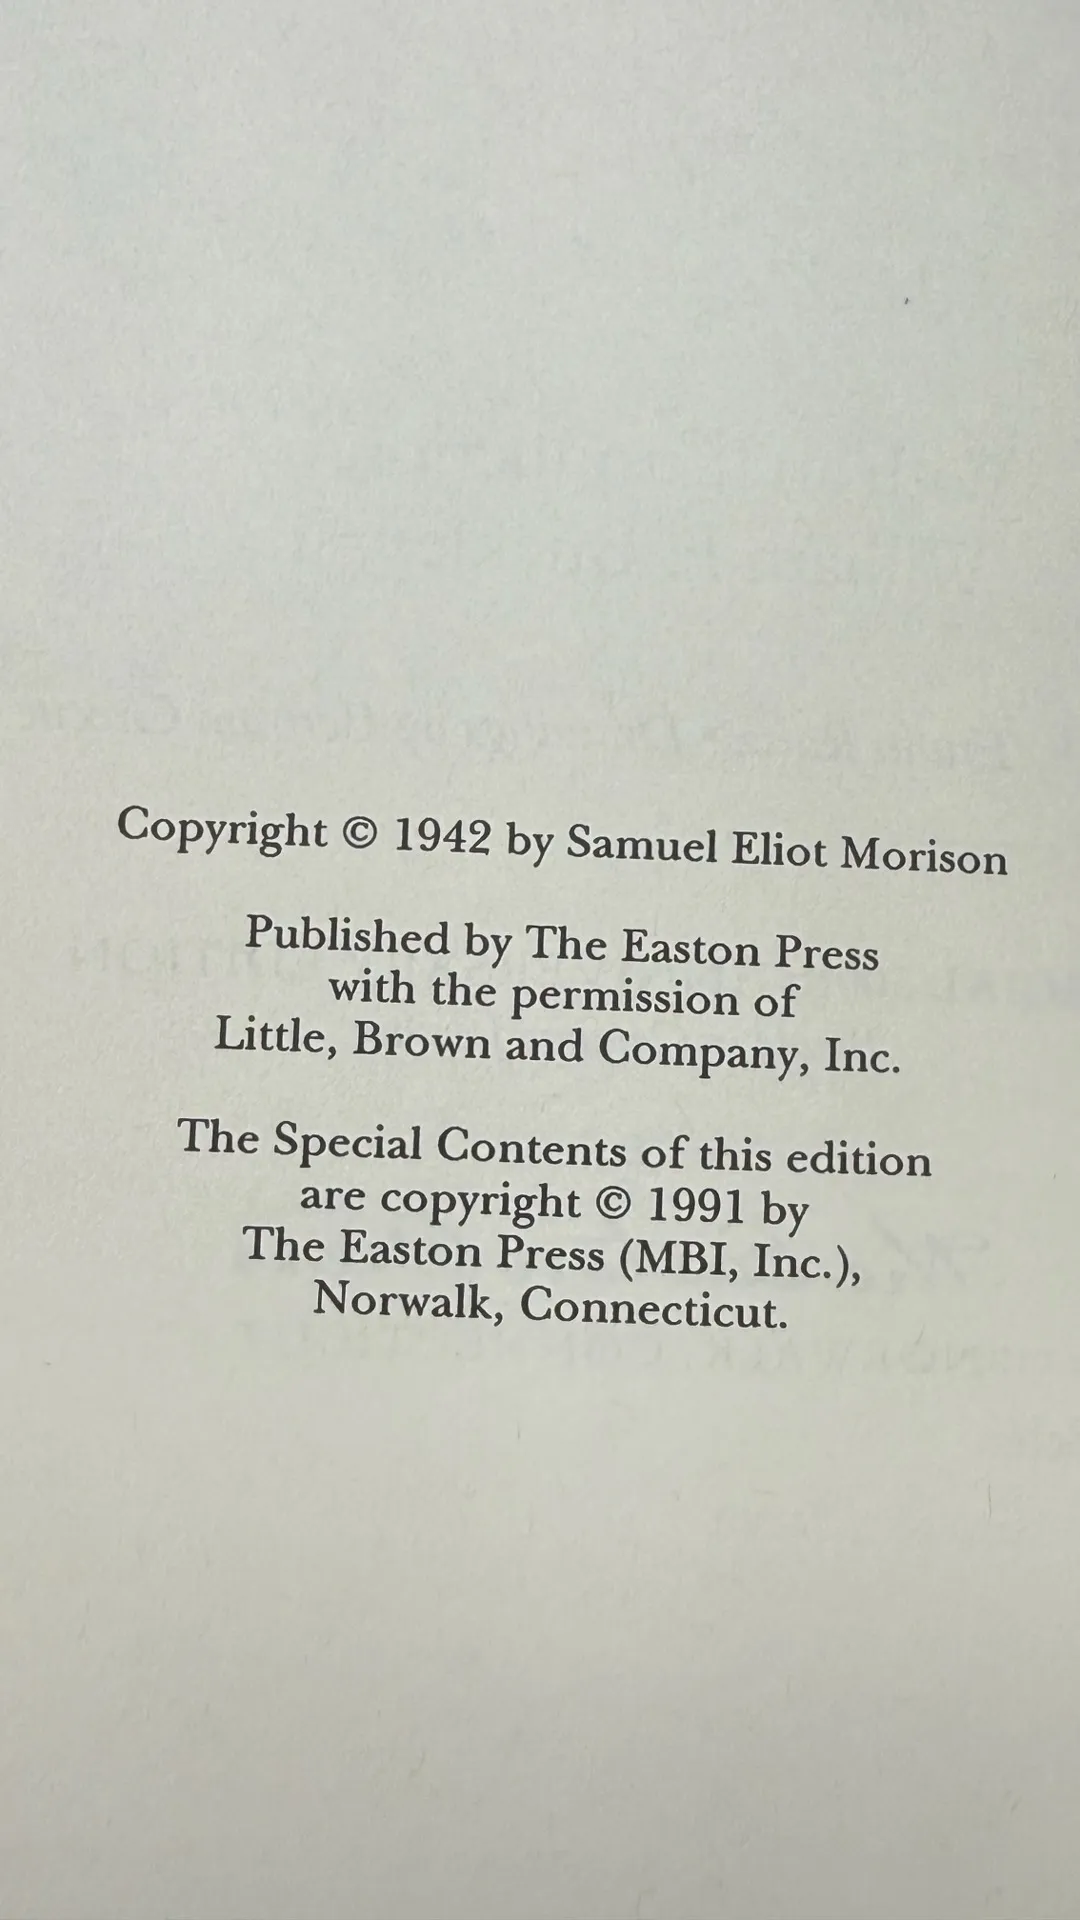 Copyright © 1942 by Samuel Eliot Morison
Published by The Easton Press
with the permission of
Little, Brown and Company, Inc.
The Special Contents of this edition
are copyright © 1991 by
The Easton Press (MBI, Inc.),
Norwalk, Connecticut.